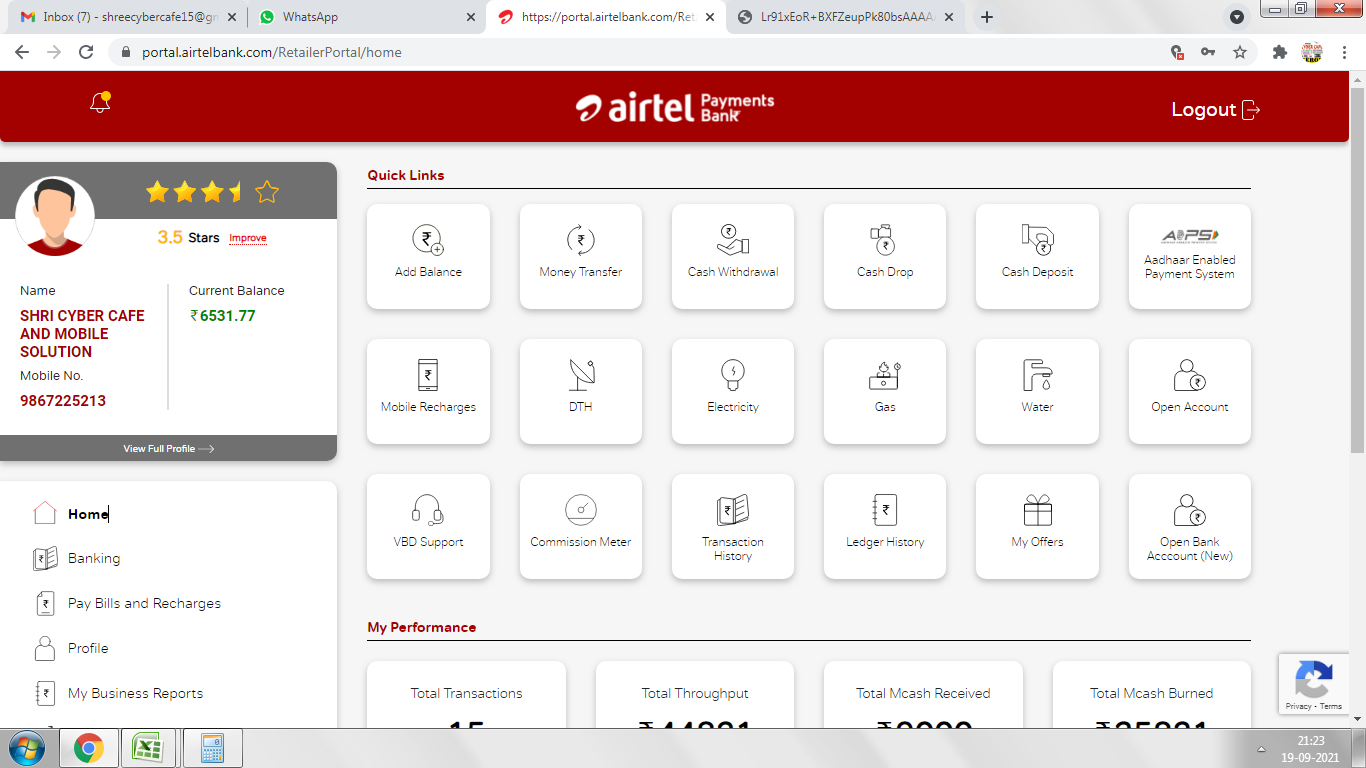 Inbox (7) - shreecybercafe15@gm
WhatsApp
https://portal.airtelbank.com/Ret
Lr91xEoR+BXFZeupPk80bsAAAA
portal.airtelbank.com/RetailerPortal/home
airtel Payments Bank
Logout
3.5 Stars Improve
Name
SHRI CYBER CAFE
AND MOBILE
SOLUTION
Mobile No.
9867225213
Current Balance
₹6531.77
View Full Profile
Home
Banking
Pay Bills and Recharges
Profile
My Business Reports
Quick Links
Add Balance
Money Transfer
Cash Withdrawal
Cash Drop
Cash Deposit
AePS
Aadhaar Enabled
Payment System
Mobile Recharges
DTH
Electricity
Gas
Water
Open Account
VBD Support
Commission Meter
Transaction
History
Ledger History
My Offers
Open Bank
Acccount (New)
My Performance
Total Transactions
15
Total Throughput
Total Mcash Received
Total Mcash Burned
Privacy - Terms
21:23
19-09-2021